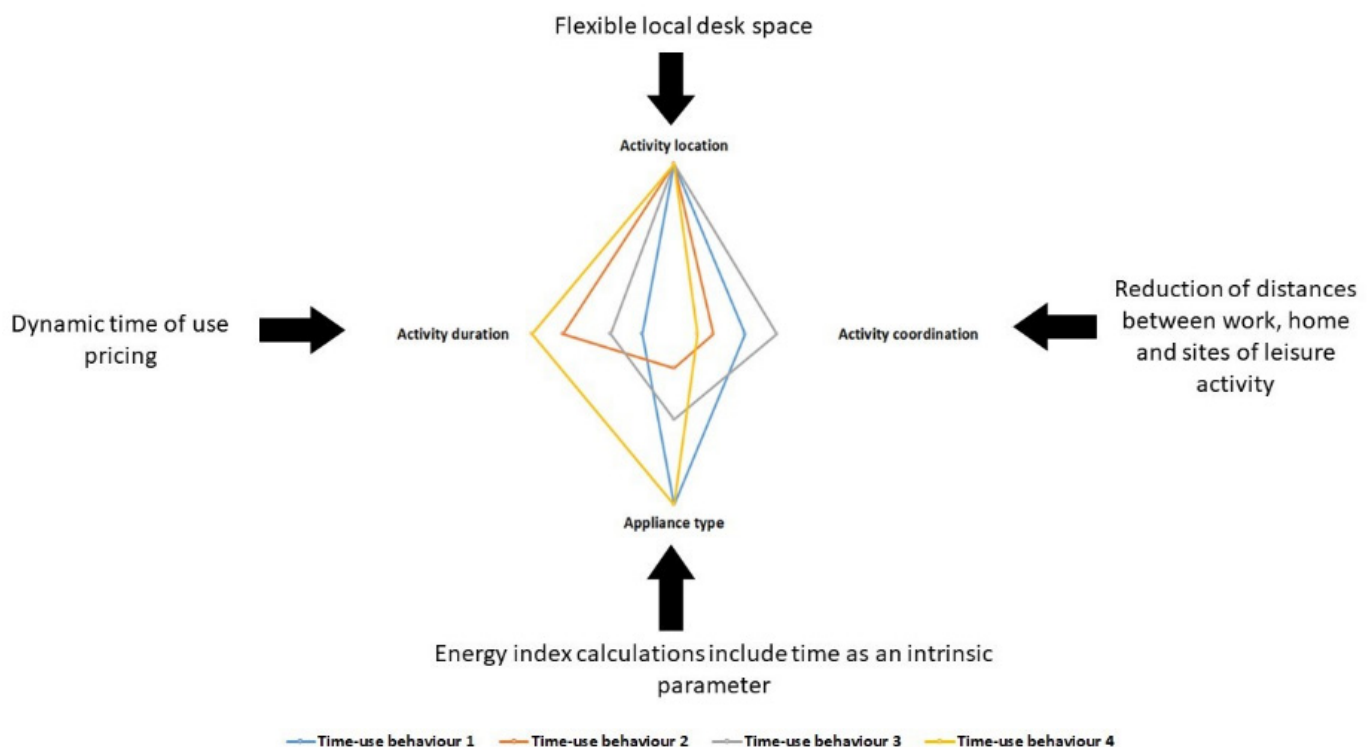 Flexible local desk space
Activity location
Dynamic time of use
pricing
Activity duration
Activity coordination
Reduction of distances
between work, home
and sites of leisure
activity
Appliance type
Energy index calculations include time as an intrinsic
parameter
Time-use behaviour 1 Time-use behaviour 2 Time-use behaviour 3 Time-use behaviour 4